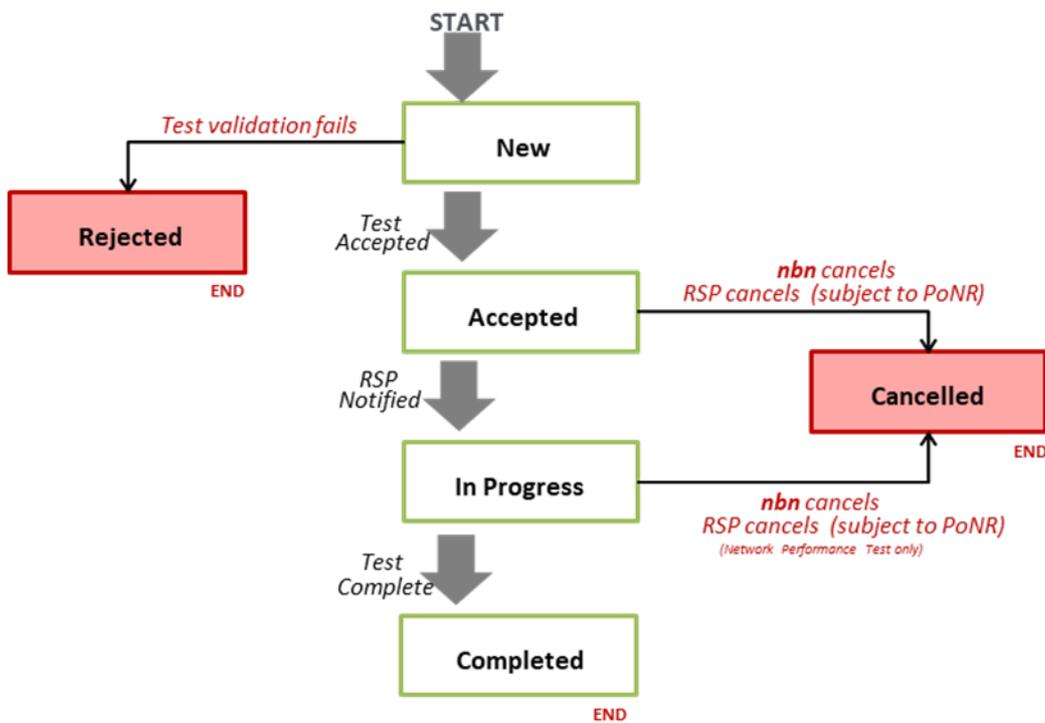 START
Test validation fails
New
Rejected
END
Test
Accepted
Accepted
nbn cancels
RSP cancels (subject to PoNR)
RSP
Notified
Cancelled
END
In Progress
nbn cancels
RSP cancels (subject to PoNR)
(Network Performance Test only)
Test
Complete
Completed
END